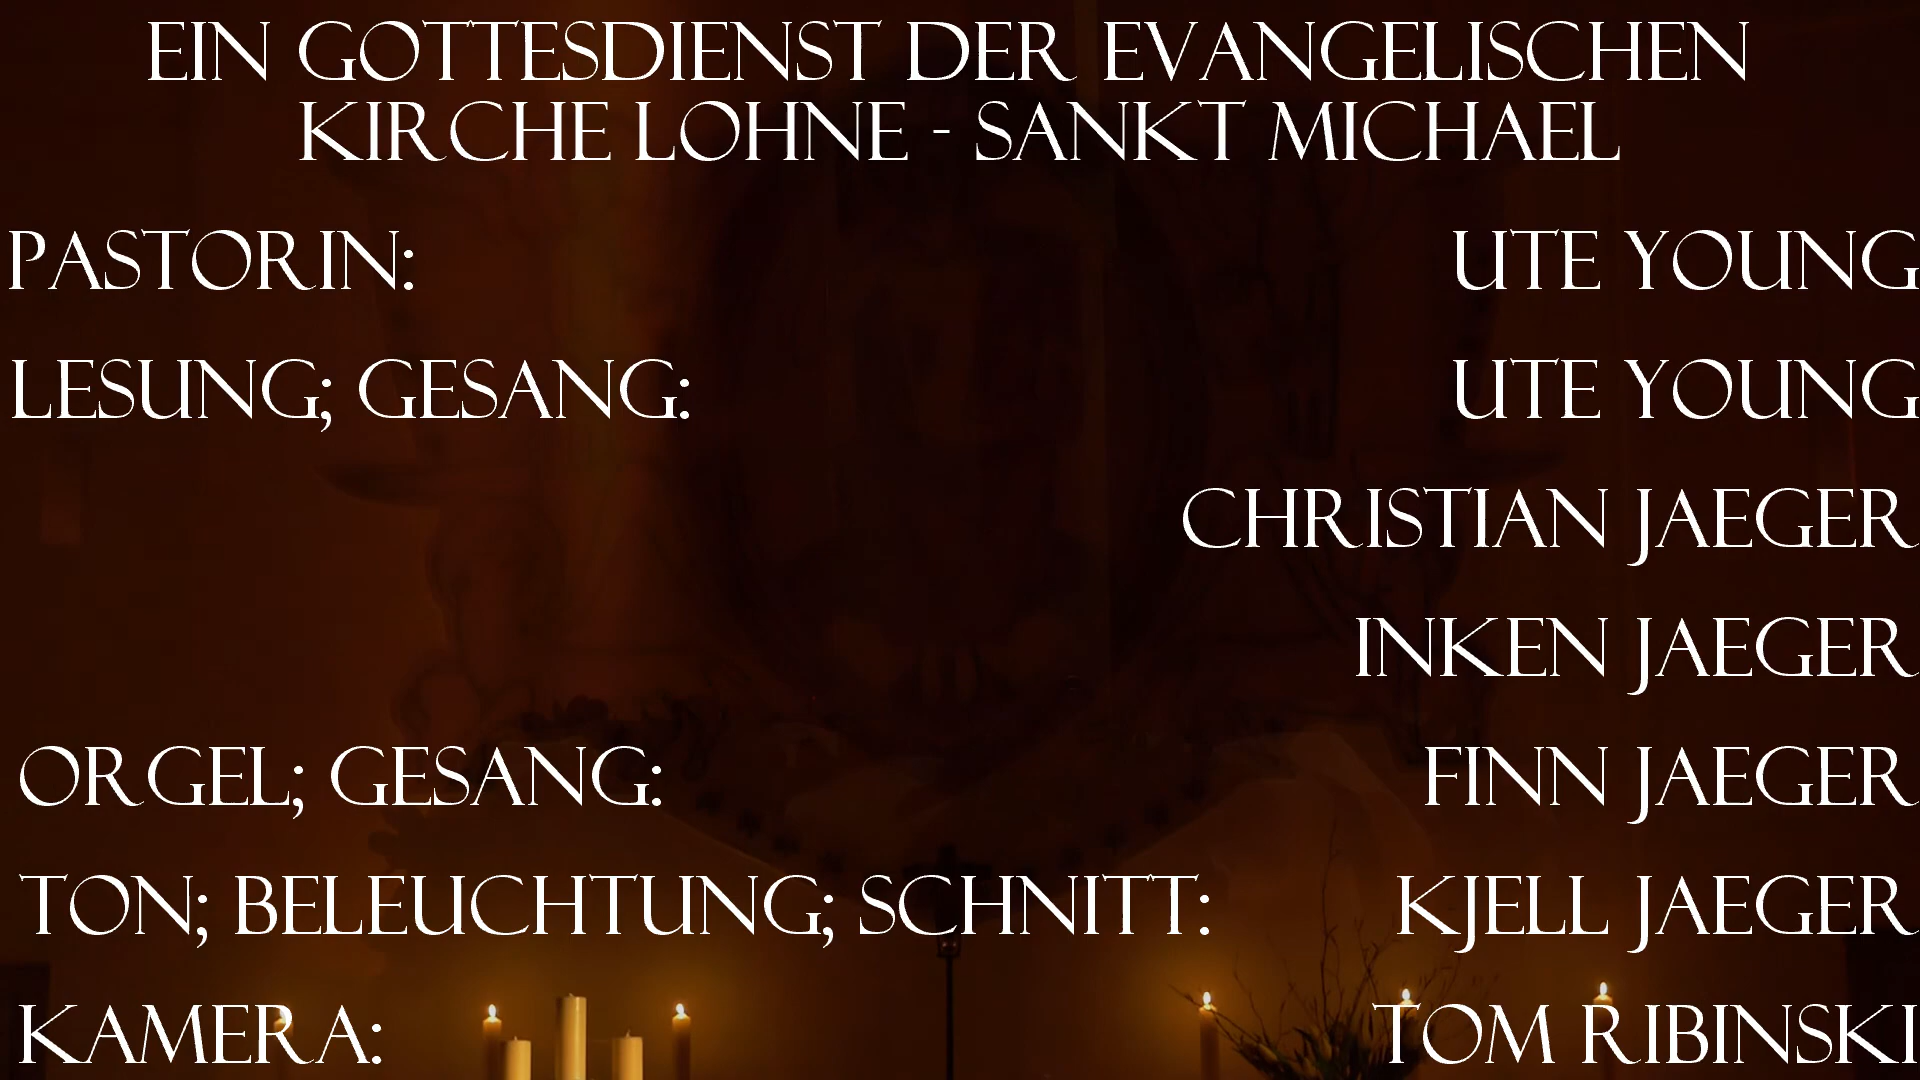 EIN GOTTESDIENST DER EVANGELISCHEN
KIRCHE LOHNE - SANKT MICHAEL
PASTORIN: UTE YOUNG
LESUNG; GESANG: UTE YOUNG
CHRISTIAN JAEGER
INKEN JAEGER
ORGEL; GESANG: FINN JAEGER
TON; BELEUCHTUNG; SCHNITT: KJELL JAEGER
KAMERA: TOM RIBINSKI